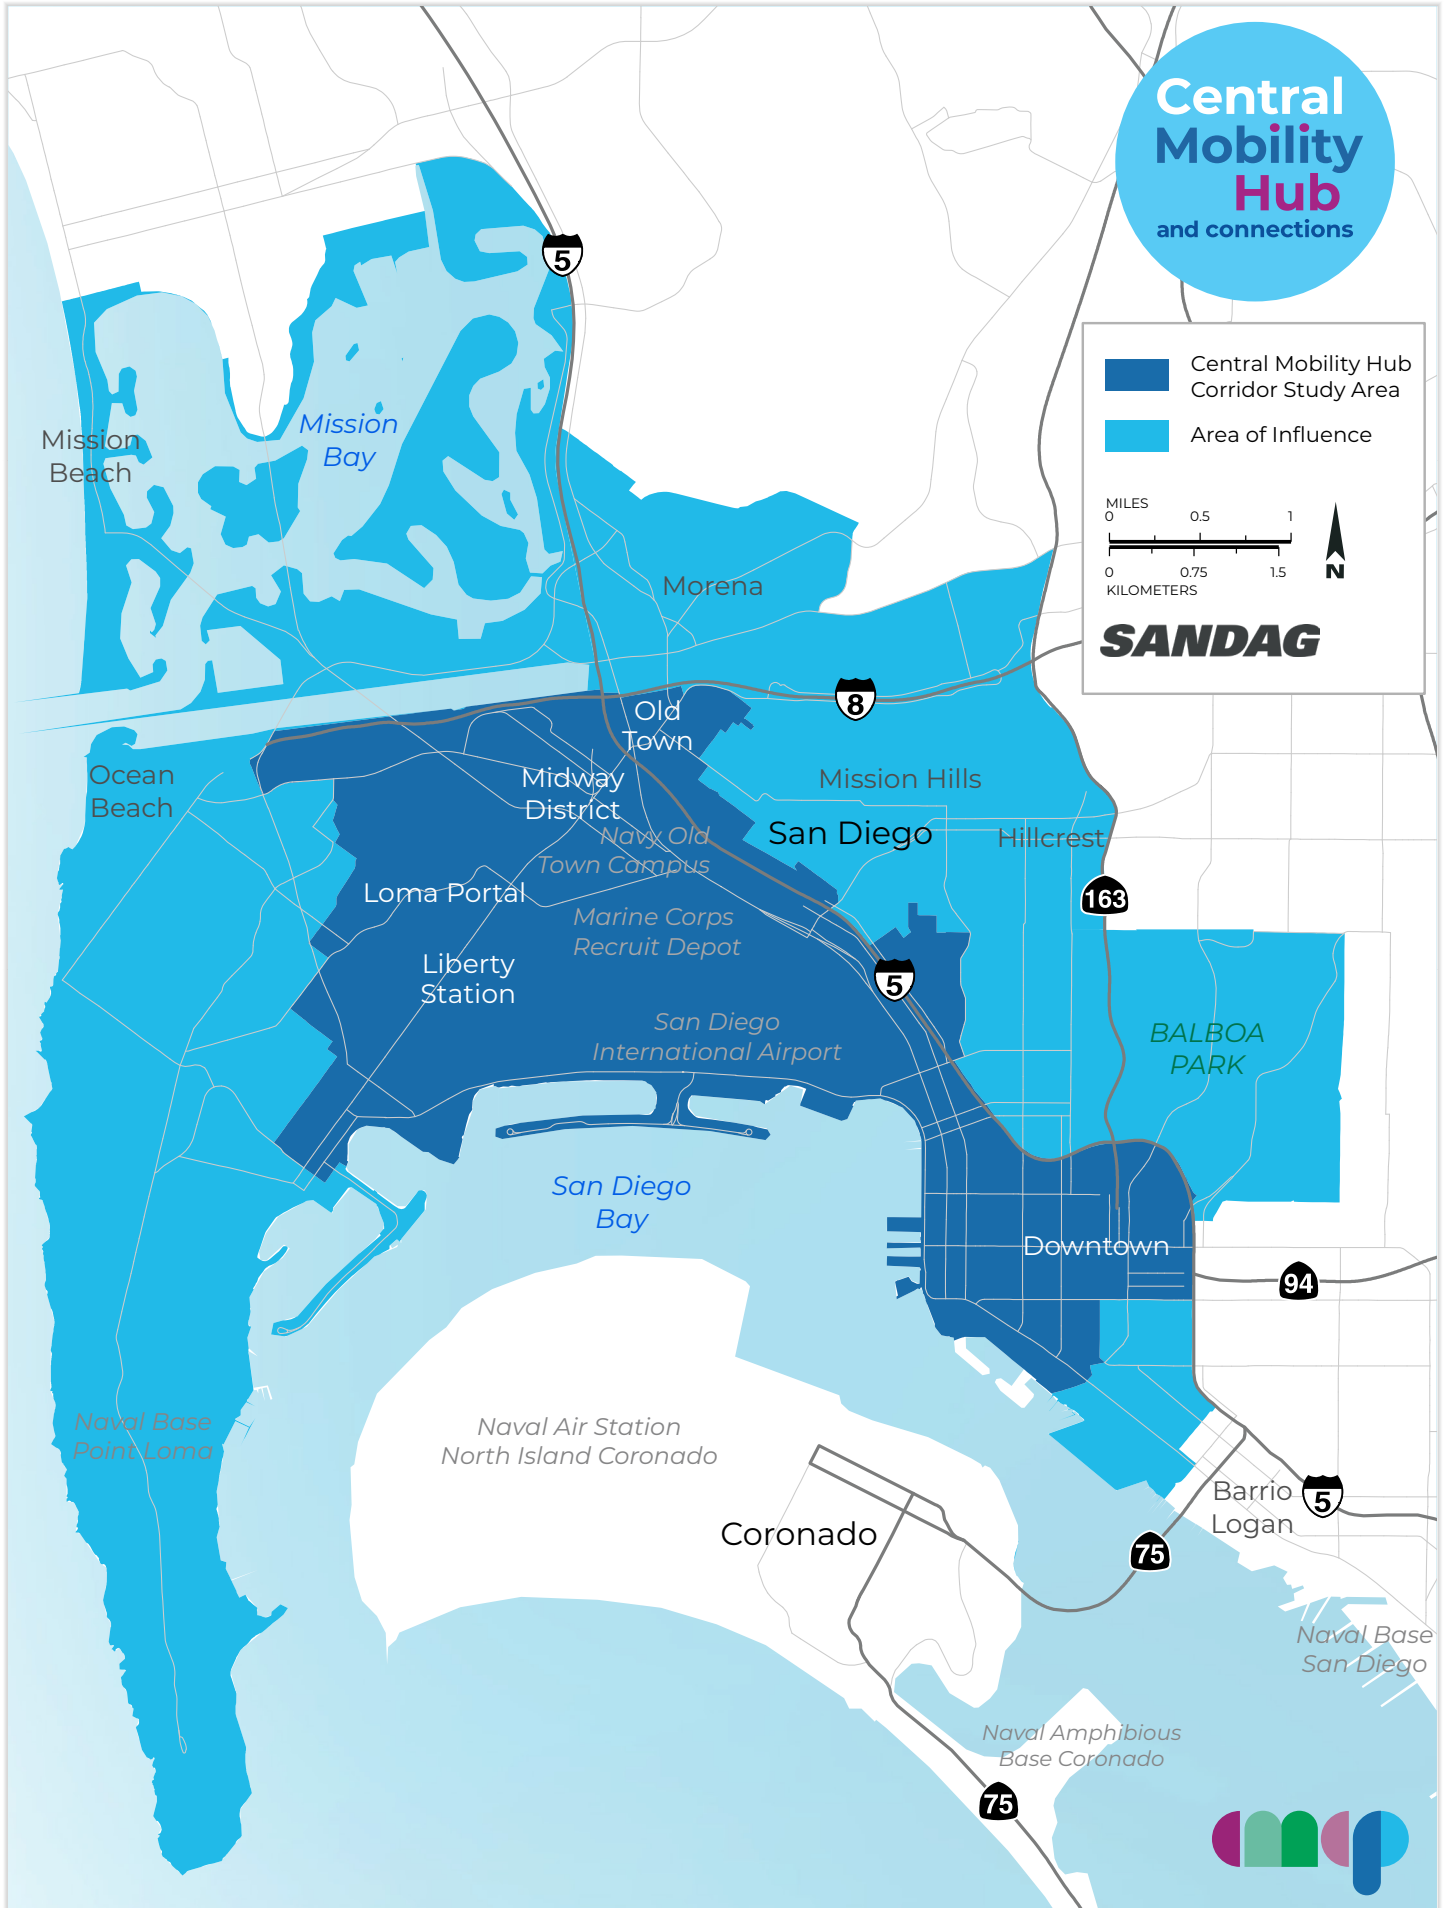 Central
Mobility
Hub
and connections
5
Central Mobility Hub
Corridor Study Area
Area of Influence
MILES
0 0.5 1
0 0.75 1.5
KILOMETERS
N
SANDAG
Mission
Bay
Mission
Beach
Morena
8
Old
Town
Ocean
Beach
Midway
District
Mission Hills
San Diego
Hillcrest
Navy Old
Town Campus
Loma Portal
163
Marine Corps
Recruit Depot
Liberty
Station
5
San Diego
International Airport
BALBOA
PARK
San Diego
Bay
Downtown
94
Naval Base
Point Loma
Naval Air Station
North Island Coronado
Barrio
Logan
5
Coronado
75
Naval Base
San Diego
Naval Amphibious
Base Coronado
75
cmcp